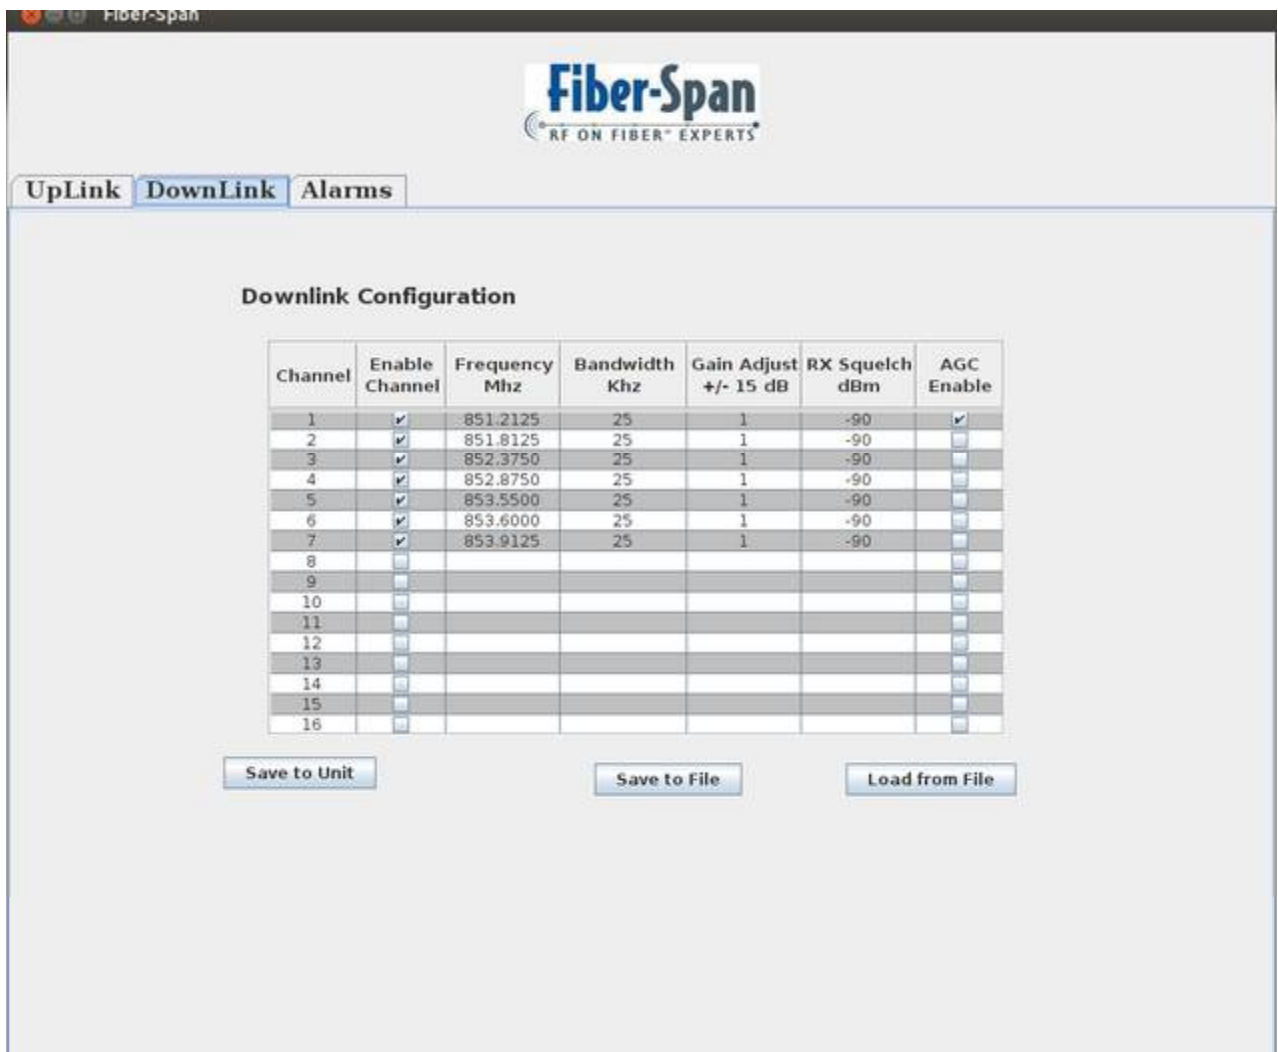 Fiber-Span
Fiber-Span
RF ON FIBER™ EXPERTS
UpLink DownLink Alarms
Downlink Configuration
Channel Enable Channel Frequency Mhz Bandwidth Khz Gain Adjust +/- 15 dB RX Squelch dBm AGC Enable
1 851.2125 25 1 -90
2 851.8125 25 1 -90
3 852.3750 25 1 -90
4 852.8750 25 1 -90
5 853.5500 25 1 -90
6 853.6000 25 1 -90
7 853.9125 25 1 -90
8
9
10
11
12
13
14
15
16
Save to Unit Save to File Load from File